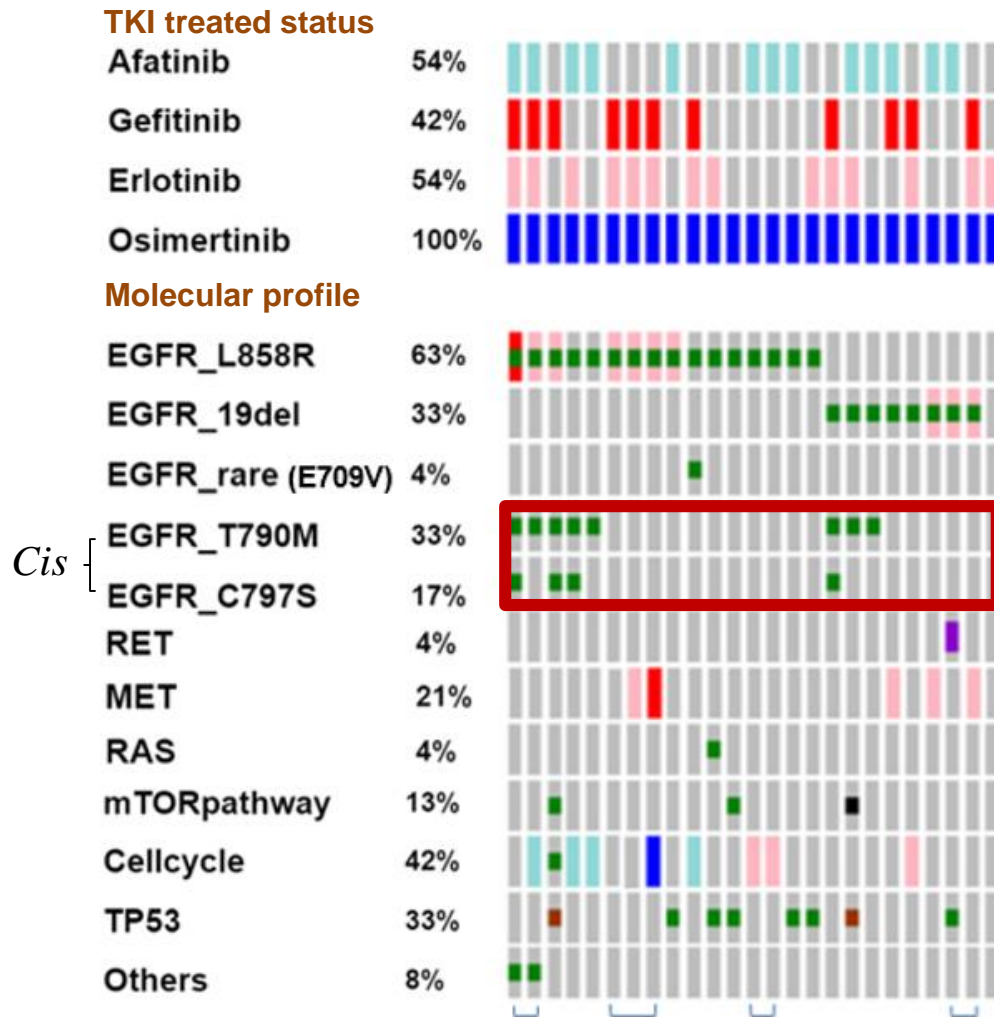 TKI treated status
Afatinib 54%
Gefitinib 42%
Erlotinib 54%
Osimertinib 100%
Molecular profile
EGFR_L858R 63%
EGFR_19del 33%
EGFR_rare (E709V) 4%
EGFR_T790M 33%
Cis
EGFR_C797S 17%
RET 4%
MET 21%
RAS 4%
mTORpathway 13%
Cellcycle 42%
TP53 33%
Others 8%